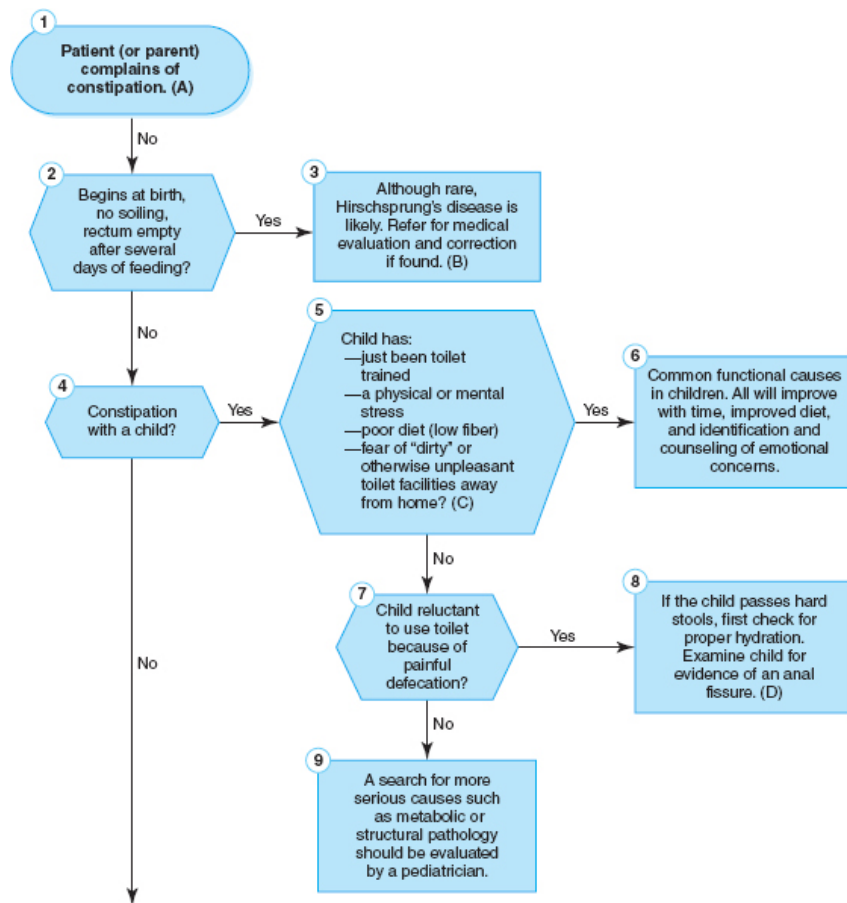 1
Patient (or parent)
complains of
constipation. (A)
No
2
Begins at birth,
no soiling,
rectum empty
after several
days of feeding?
Yes
3
Although rare,
Hirschsprung's disease is
likely. Refer for medical
evaluation and correction
if found. (B)
No
4
Constipation
with a child?
Yes
5
Child has:
—just been toilet
trained
—a physical or mental
stress
—poor diet (low fiber)
—fear of “dirty” or
otherwise unpleasant
toilet facilities away
from home? (C)
Yes
6
Common functional causes
in children. All will improve
with time, improved diet,
and identification and
counseling of emotional
concerns.
No
7
Child reluctant
to use toilet
because of
painful
defecation?
Yes
8
If the child passes hard
stools, first check for
proper hydration.
Examine child for
evidence of an anal
fissure. (D)
No
No
9
A search for more
serious causes such
as metabolic or
structural pathology
should be evaluated
by a pediatrician.